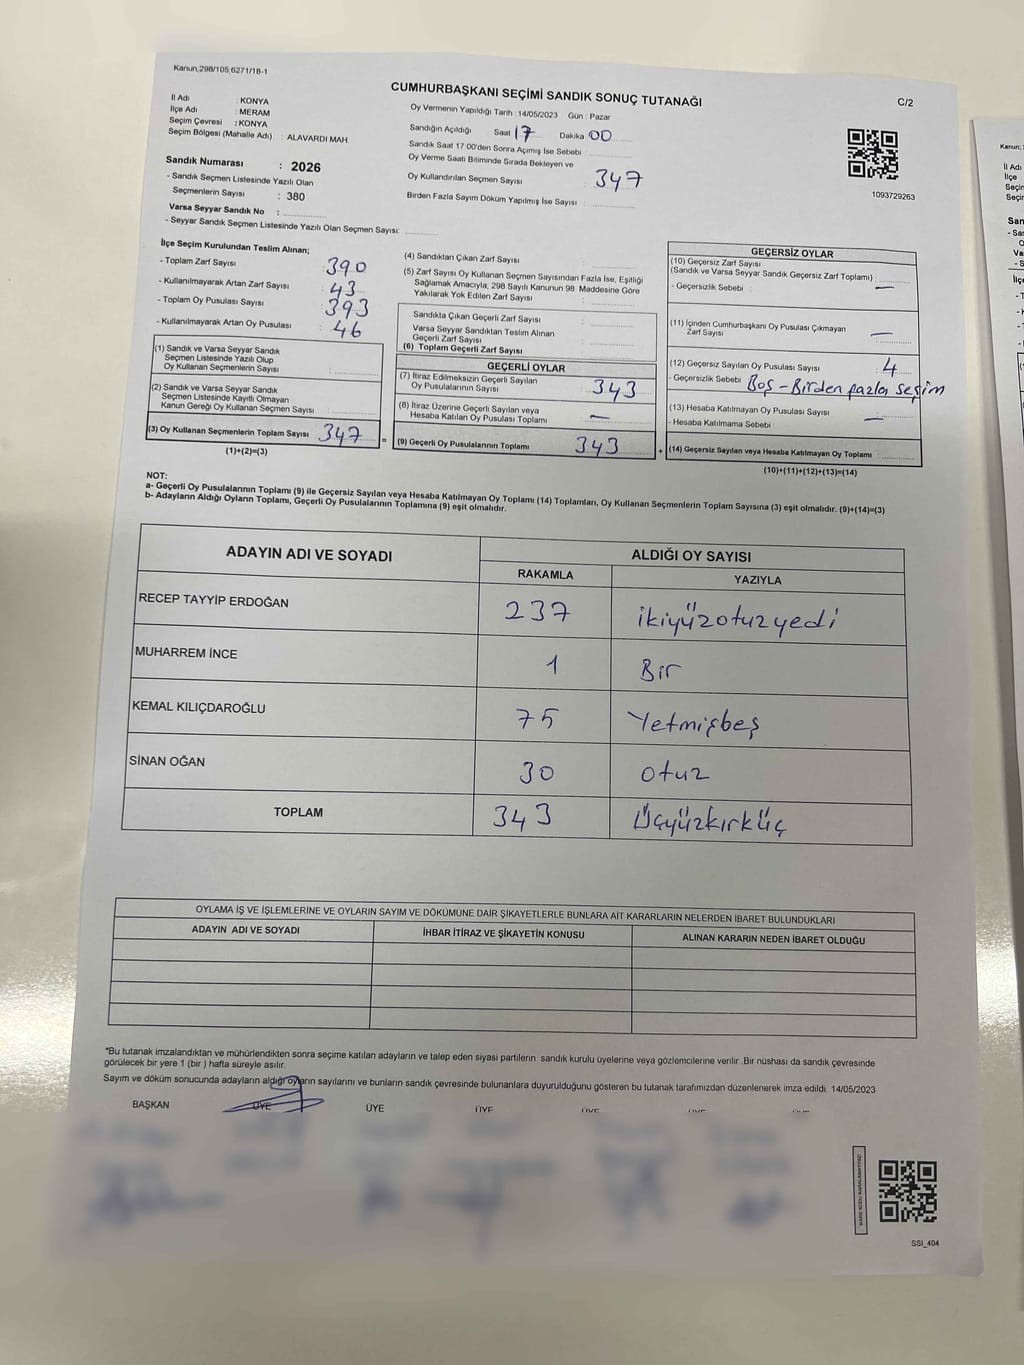 Kanun,298/105,6271/18-1
CUMHURBAŞKANI SEÇİMİ SANDIK SONUÇ TUTANAĞI
C/2
İl Adı : KONYA
İlçe Adı : MERAM
Seçim Çevresi : KONYA
Seçim Bölgesi (Mahalle Adı) : ALAVARDI MAH.
Sandık Numarası : 2026
- Sandık Seçmen Listesinde Yazılı Olan
Seçmenlerin Sayısı : 380
Varsa Seyyar Sandık No :
- Seyyar Sandık Seçmen Listesinde Yazılı Olan Seçmen Sayısı:
Oy Vermenin Yapıldığı Tarih : 14/05/2023 Gün : Pazar
Sandığın Açıldığı Saat 17 Dakika 00
Sandık Saat 17 00'den Sonra Açımış İse Sebebi
Oy Verme Saati Bitiminde Sırada Bekleyen ve
Oy Kullandırılan Seçmen Sayısı : 347
Birden Fazla Sayım Döküm Yapılmış İse Sayısı :
1093729263
İlçe Seçim Kurulundan Teslim Alınan;
- Toplam Zarf Sayısı : 390
- Kullanılmayarak Artan Zarf Sayısı : 43
- Toplam Oy Pusulası Sayısı : 393
- Kullanılmayarak Artan Oy Pusulası : 46
(1) Sandık ve Varsa Seyyar Sandık
Seçmen Listesinde Yazılı Olup
Oy Kullanan Seçmenlerin Sayısı :
(2) Sandık ve Varsa Seyyar Sandık
Seçmen Listesinde Kayıtlı Olmayan
Kanun Gereği Oy Kullanan Seçmen Sayısı :
(3) Oy Kullanan Seçmenlerin Toplam Sayısı 347 =
(1)+(2)=(3)
(4) Sandıktan Çıkan Zarf Sayısı :
(5) Zarf Sayısı Oy Kullanan Seçmen Sayısından Fazla İse, Eşitliği
Sağlamak Amacıyla, 298 Sayılı Kanunun 98 Maddesine Göre
Yakılarak Yok Edilen Zarf Sayısı :
Sandıkta Çıkan Geçerli Zarf Sayısı :
Varsa Seyyar Sandıktan Teslim Alınan
Geçerli Zarf Sayısı :
(6) Toplam Geçerli Zarf Sayısı :
GEÇERLİ OYLAR
(7) İtiraz Edilmeksizin Geçerli Sayılan
Oy Pusulasının Sayısı : 343
(8) İtiraz Üzerine Geçerli Sayılan veya
Hesaba Katılan Oy Pusulası Toplamı : —
(9) Geçerli Oy Pusulalarının Toplamı 343 +
GEÇERSİZ OYLAR
(10) Geçersiz Zarf Sayısı
(Sandık ve Varsa Seyyar Sandık Geçersiz Zarf Toplamı) :
- Geçersizlik Sebebi : —
(11) İçinden Cumhurbaşkanı Oy Pusulası Çıkmayan
Zarf Sayısı : —
(12) Geçersiz Sayılan Oy Pusulası Sayısı : 4
- Geçersizlik Sebebi Boş-Birden fazla seçim
(13) Hesaba Katılmayan Oy Pusulası Sayısı : —
- Hesaba Katılmama Sebebi
(14) Geçersiz Sayılan veya Hesaba Katılmayan Oy Toplamı
(10)+(11)+(12)+(13)=(14)
NOT:
a- Geçerli Oy Pusulalarının Toplamı (9) ile Geçersiz Sayılan veya Hesaba Katılmayan Oy Toplamı (14) Toplamları, Oy Kullanan Seçmenlerin Toplam Sayısına (3) eşit olmalıdır. (9)+(14)=(3)
b- Adayların Aldığı Oyların Toplamı, Geçerli Oy Pusulalarının Toplamına (9) eşit olmalıdır.
ADAYIN ADI VE SOYADI ALDIĞI OY SAYISI
RAKAMLA YAZIYLA
RECEP TAYYİP ERDOĞAN 237 ikiyüzotuzyedi
MUHARREM İNCE 1 Bir
KEMAL KILIÇDAROĞLU 75 Yetmişbeş
SİNAN OĞAN 30 otuz
TOPLAM 343 Üçyüzkırküç
OYLAMA İŞ VE İŞLEMLERİNE VE OYLARIN SAYIM VE DÖKÜMÜNE DAİR ŞİKAYETLERLE BUNLARA AİT KARARLARIN NELERDEN İBARET BULUNDUKLARI
ADAYIN ADI VE SOYADI İHBAR İTİRAZ VE ŞİKAYETİN KONUSU ALINAN KARARIN NEDEN İBARET OLDUĞU
*Bu tutanak imzalandıktan ve mühürlendikten sonra seçime katılan adayların ve talep eden siyasi partilerin sandık kurulu üyelerine veya gözlemcilerine verilir .Bir nüshası da sandık çevresinde
görülecek bir yere 1 (bir ) hafta süreyle asılır.
Sayım ve döküm sonucunda adayların aldığı oyların sayılarını ve bunların sandık çevresinde bulunanlara duyurulduğunu gösteren bu tutanak tarafımızdan düzenlenerek imza edildi. 14/05/2023
BAŞKAN ÜYE ÜYE ÜYE ÜYE ÜYE ÜYE
SSI_404